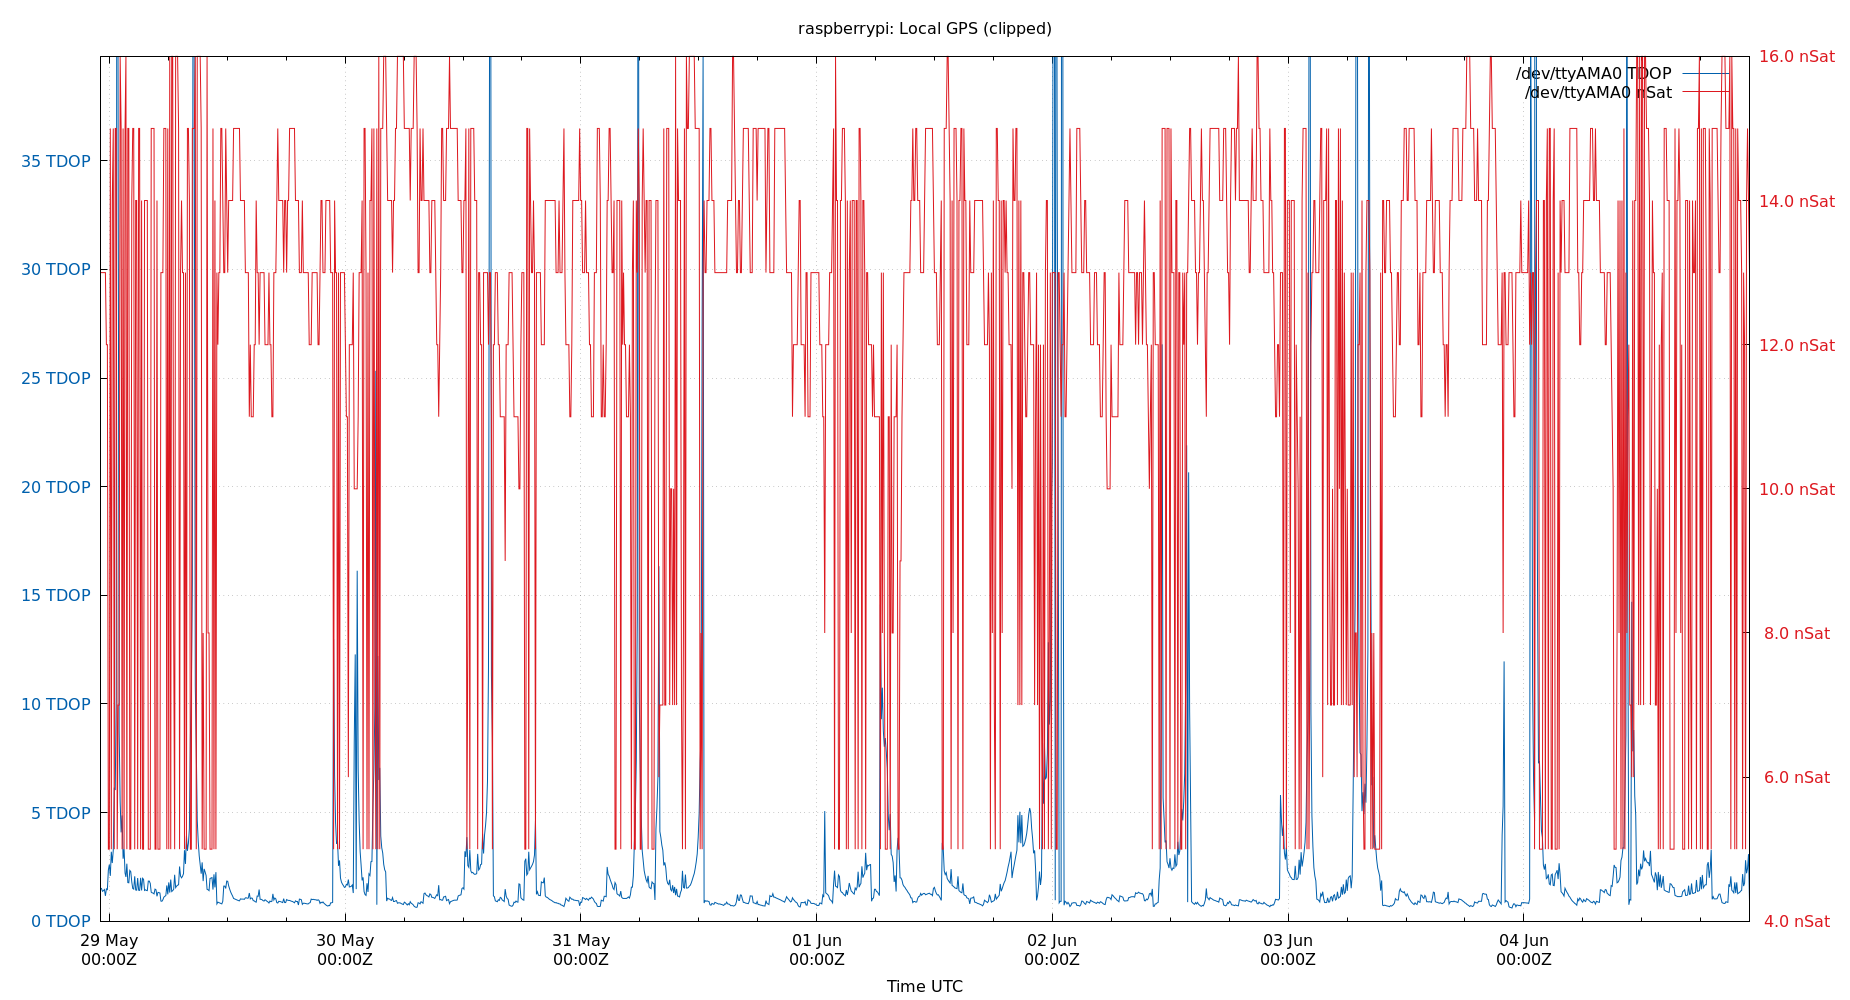 raspberrypi: Local GPS (clipped)
/dev/ttyAMA0 TDOP
/dev/ttyAMA0 nSat
35 TDOP
30 TDOP
25 TDOP
20 TDOP
15 TDOP
10 TDOP
5 TDOP
0 TDOP
16.0 nSat
14.0 nSat
12.0 nSat
10.0 nSat
8.0 nSat
6.0 nSat
4.0 nSat
29 May
00:00Z
30 May
00:00Z
31 May
00:00Z
01 Jun
00:00Z
02 Jun
00:00Z
03 Jun
00:00Z
04 Jun
00:00Z
Time UTC